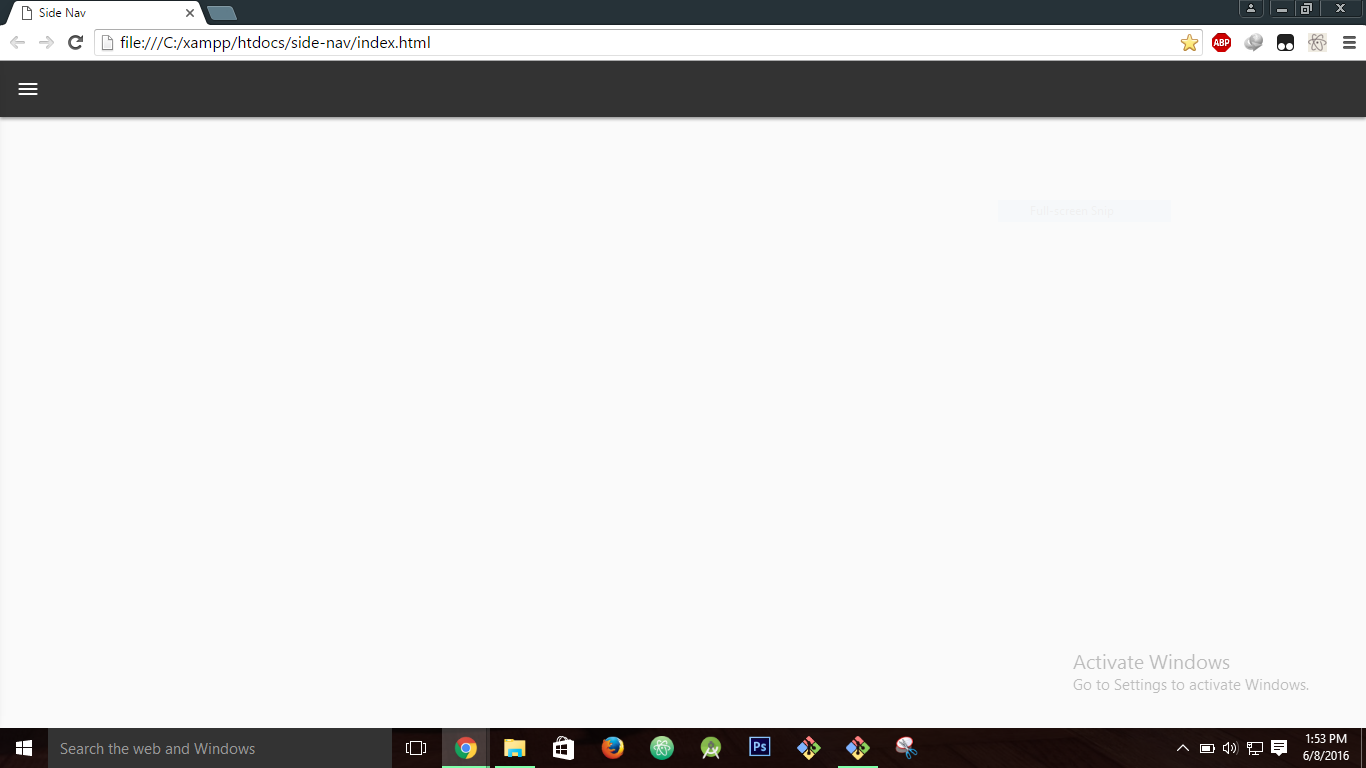 Side Nav
file:///C:/xampp/htdocs/side-nav/index.html
ABP
Full-screen Snip
Activate Windows
Go to Settings to activate Windows.
Search the web and Windows
Ps
1:53 PM
6/8/2016